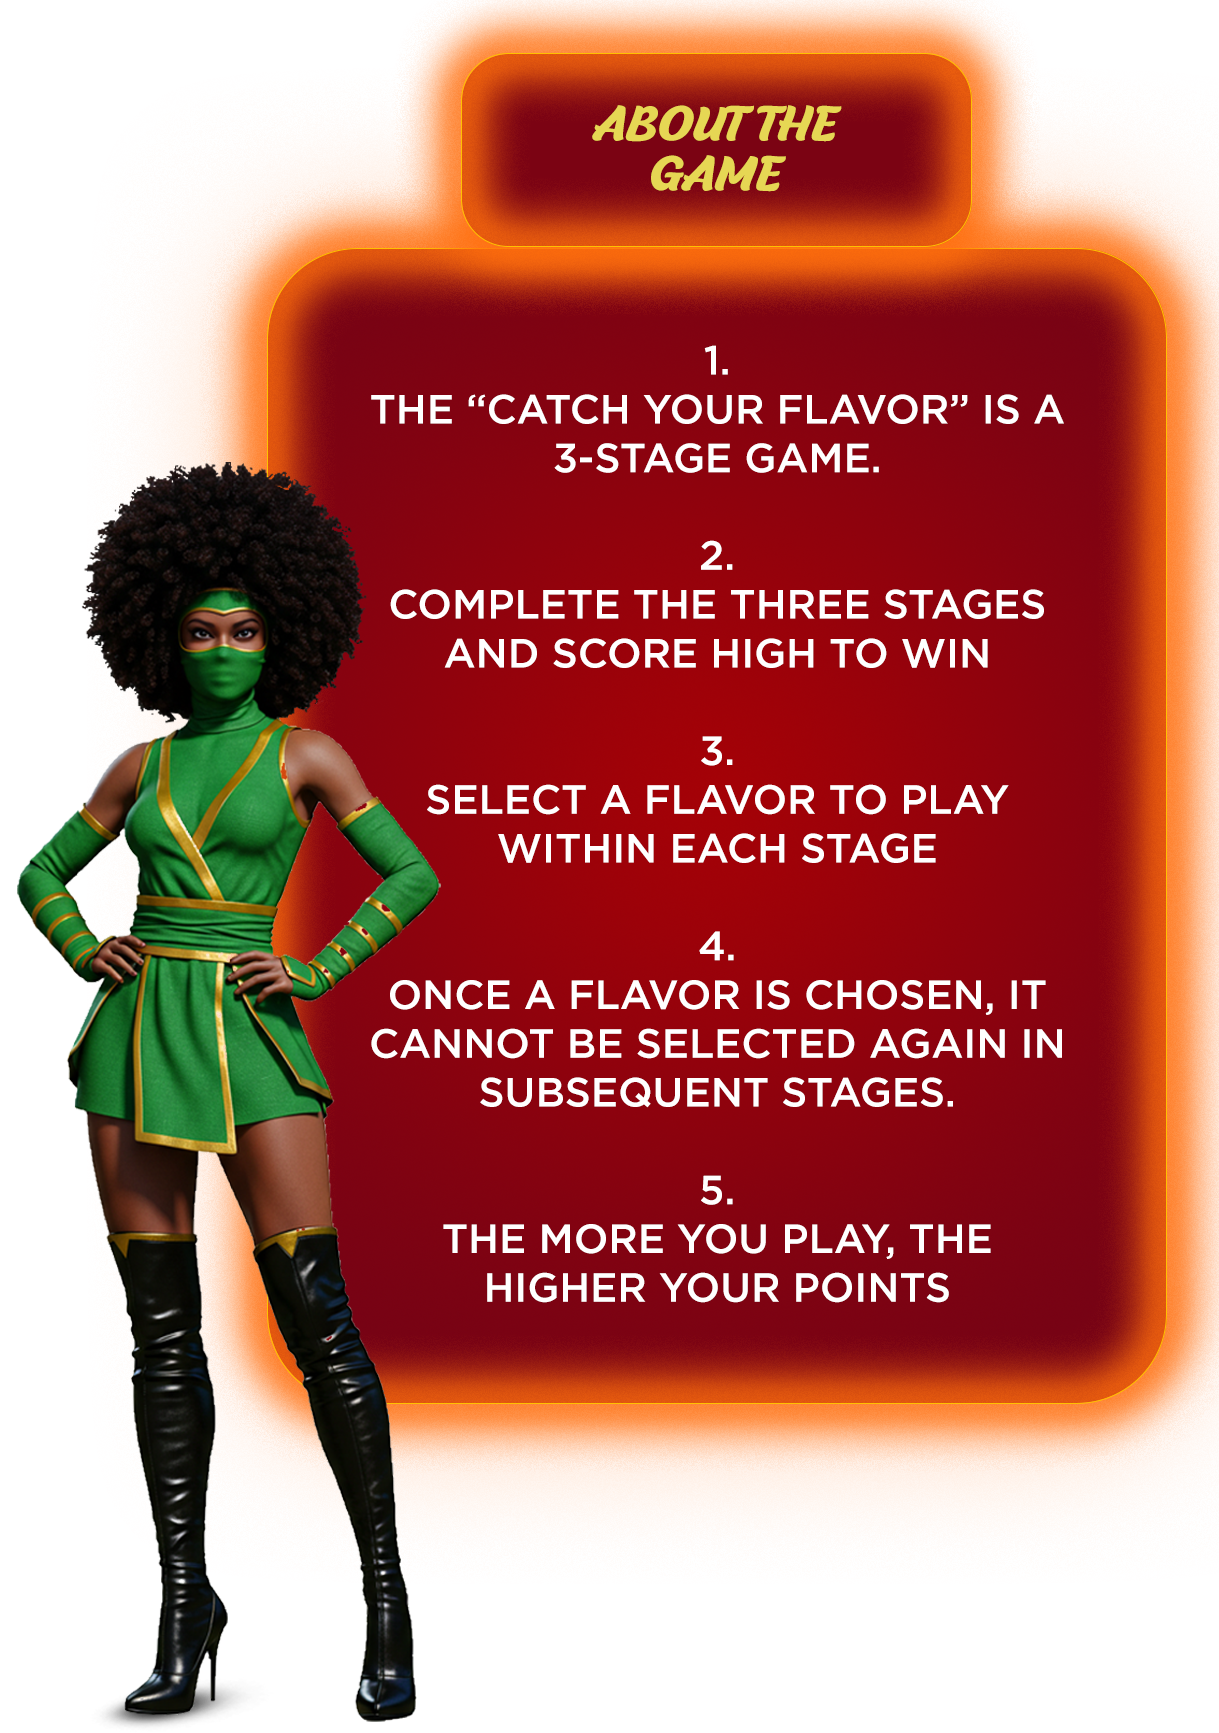 ABOUT THE
GAME
1.
THE “CATCH YOUR FLAVOR” IS A
3-STAGE GAME.
2.
COMPLETE THE THREE STAGES
AND SCORE HIGH TO WIN
3.
SELECT A FLAVOR TO PLAY
WITHIN EACH STAGE
4.
ONCE A FLAVOR IS CHOSEN, IT
CANNOT BE SELECTED AGAIN IN
SUBSEQUENT STAGES.
5.
THE MORE YOU PLAY, THE
HIGHER YOUR POINTS